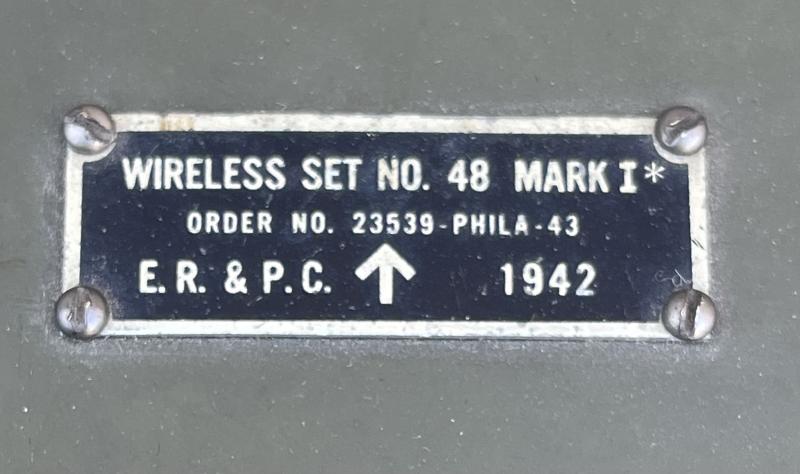 WIRELESS SET NO. 48 MARK I*
ORDER NO. 23539-PHILA-43
E. R. & P. C. ↑ 1942